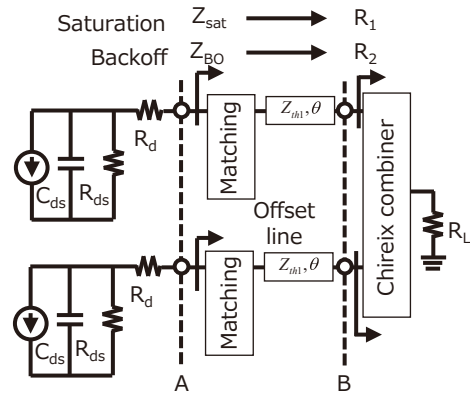 Saturation Z_sat R_1
Backoff Z_BO R_2
R_d
C_ds
R_ds
Matching
Z_th1,θ
Chireix combiner
R_L
Offset
line
R_d
C_ds
R_ds
Matching
Z_th1,θ
A
B